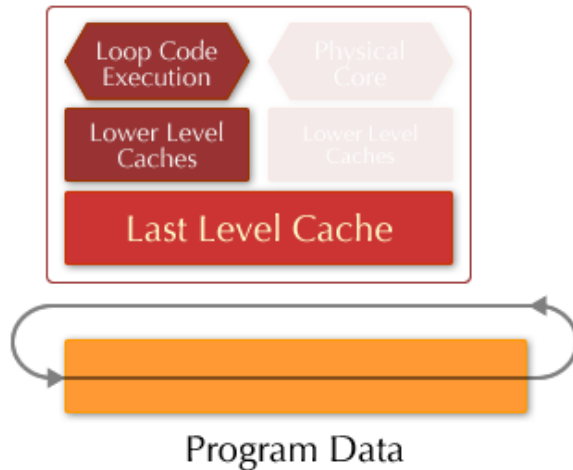 Loop Code
Execution
Physical
Core
Lower Level
Caches
Lower Level
Caches
Last Level Cache
Program Data